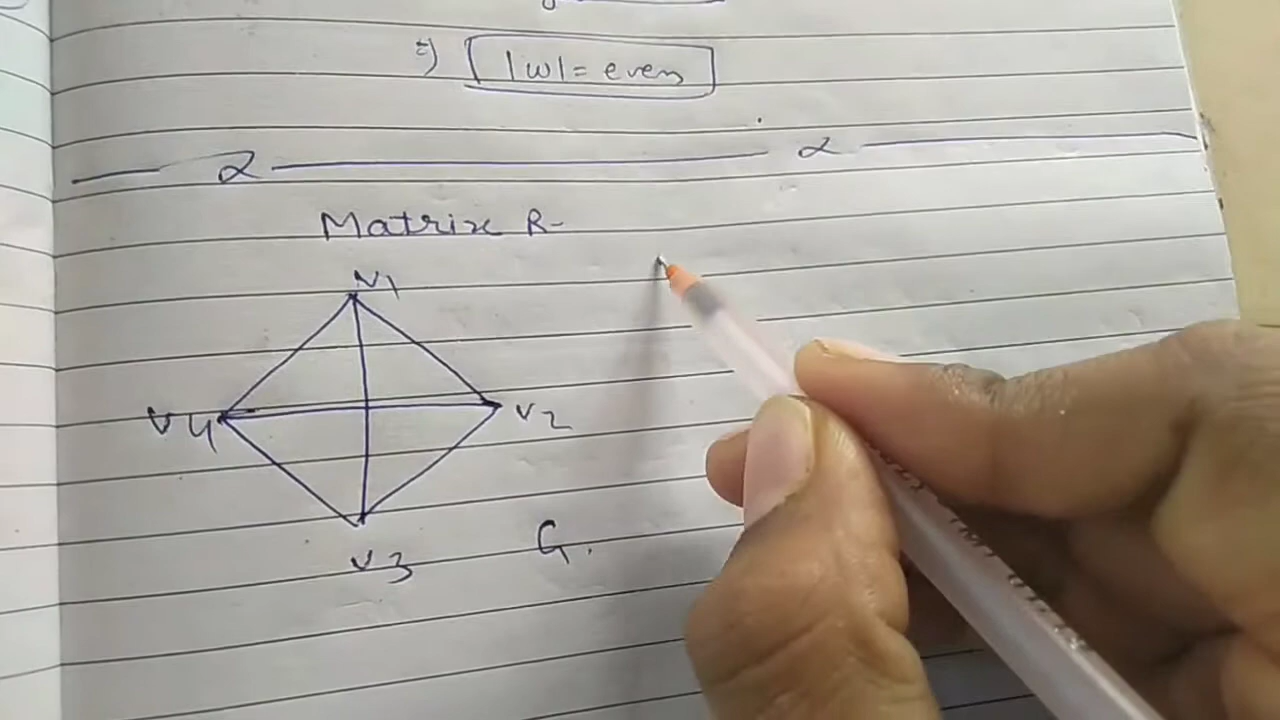 |w| = even
Matrix R-
v1
v4
v2
v3
G.